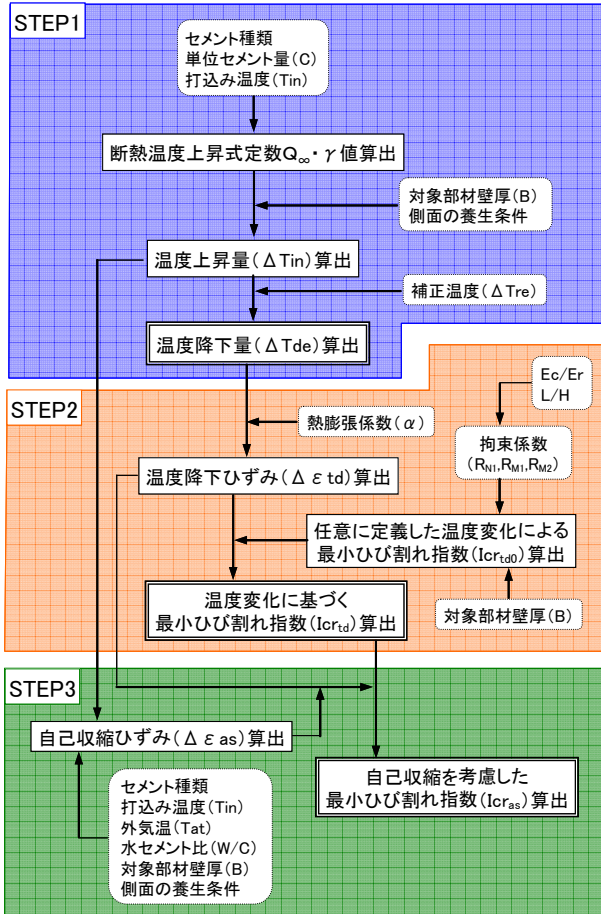 STEP1
セメント種類
単位セメント量(C)
打込み温度(Tin)
断熱温度上昇式定数Q∞・γ値算出
対象部材壁厚(B)
側面の養生条件
温度上昇量(ΔTin)算出
補正温度(ΔTre)
温度降下量(ΔTde)算出
STEP2
Ec/Er
L/H
熱膨張係数(α)
拘束係数
(RN1,RM1,RM2)
温度降下ひずみ(Δεtd)算出
任意に定義した温度変化による
最小ひび割れ指数(Icrtd0)算出
温度変化に基づく
最小ひび割れ指数(Icrtd)算出
対象部材壁厚(B)
STEP3
自己収縮ひずみ(Δεas)算出
自己収縮を考慮した
最小ひび割れ指数(Icras)算出
セメント種類
打込み温度(Tin)
外気温(Tat)
水セメント比(W/C)
対象部材壁厚(B)
側面の養生条件